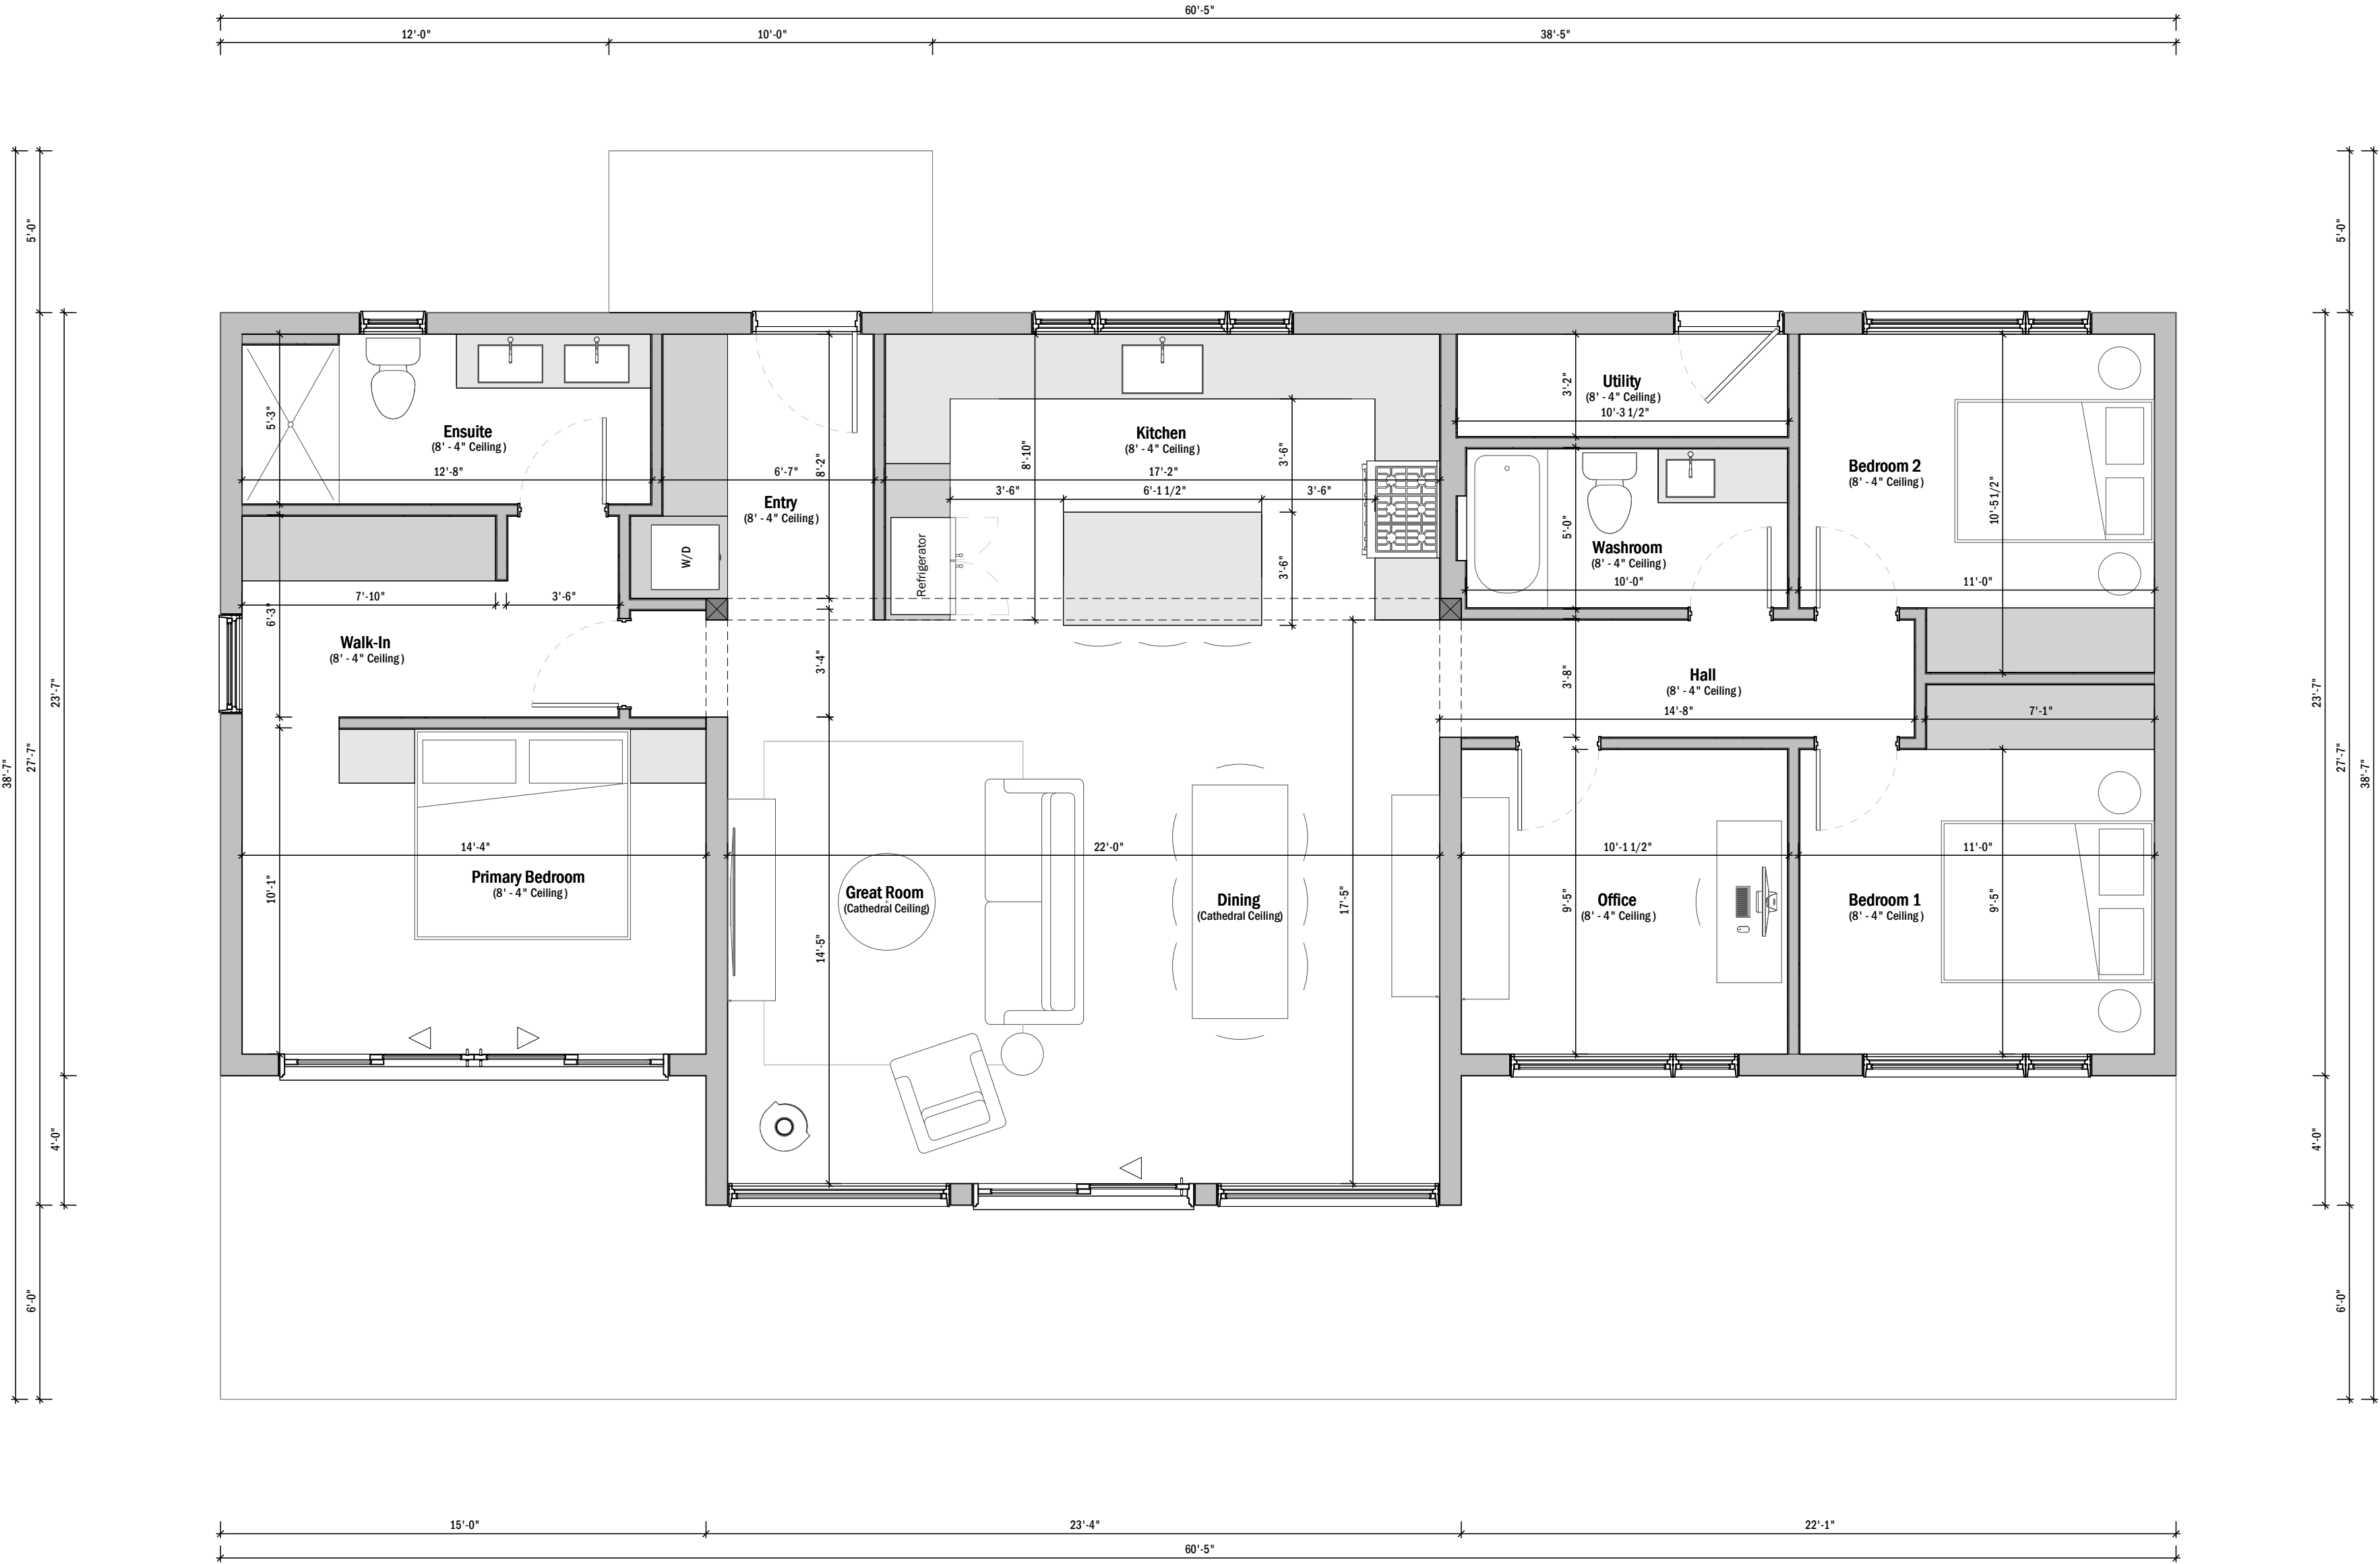 60'-5"
12'-0"
10'-0"
38'-5"
5'-0"
5'-0"
38'-7"
27'-7"
23'-7"
4'-0"
6'-0"
Ensuite
(8' - 4" Ceiling)
5'-3"
12'-8"
Entry
(8' - 4" Ceiling)
6'-7"
8'-2"
W/D
Kitchen
(8' - 4" Ceiling)
17'-2"
8'-10"
3'-6"
3'-6"
6'-1 1/2"
3'-6"
3'-6"
Refrigerator
Utility
(8' - 4" Ceiling)
10'-3 1/2"
3'-2"
Washroom
(8' - 4" Ceiling)
10'-0"
5'-0"
Bedroom 2
(8' - 4" Ceiling)
10'-5 1/2"
11'-0"
7'-10"
3'-6"
6'-3"
Walk-In
(8' - 4" Ceiling)
3'-4"
Hall
(8' - 4" Ceiling)
3'-8"
14'-8"
7'-1"
14'-4"
Primary Bedroom
(8' - 4" Ceiling)
10'-1"
22'-0"
Great Room
(Cathedral Ceiling)
14'-5"
Dining
(Cathedral Ceiling)
17'-5"
10'-1 1/2"
Office
(8' - 4" Ceiling)
9'-5"
11'-0"
Bedroom 1
(8' - 4" Ceiling)
9'-5"
23'-7"
27'-7"
38'-7"
4'-0"
6'-0"
15'-0"
23'-4"
22'-1"
60'-5"